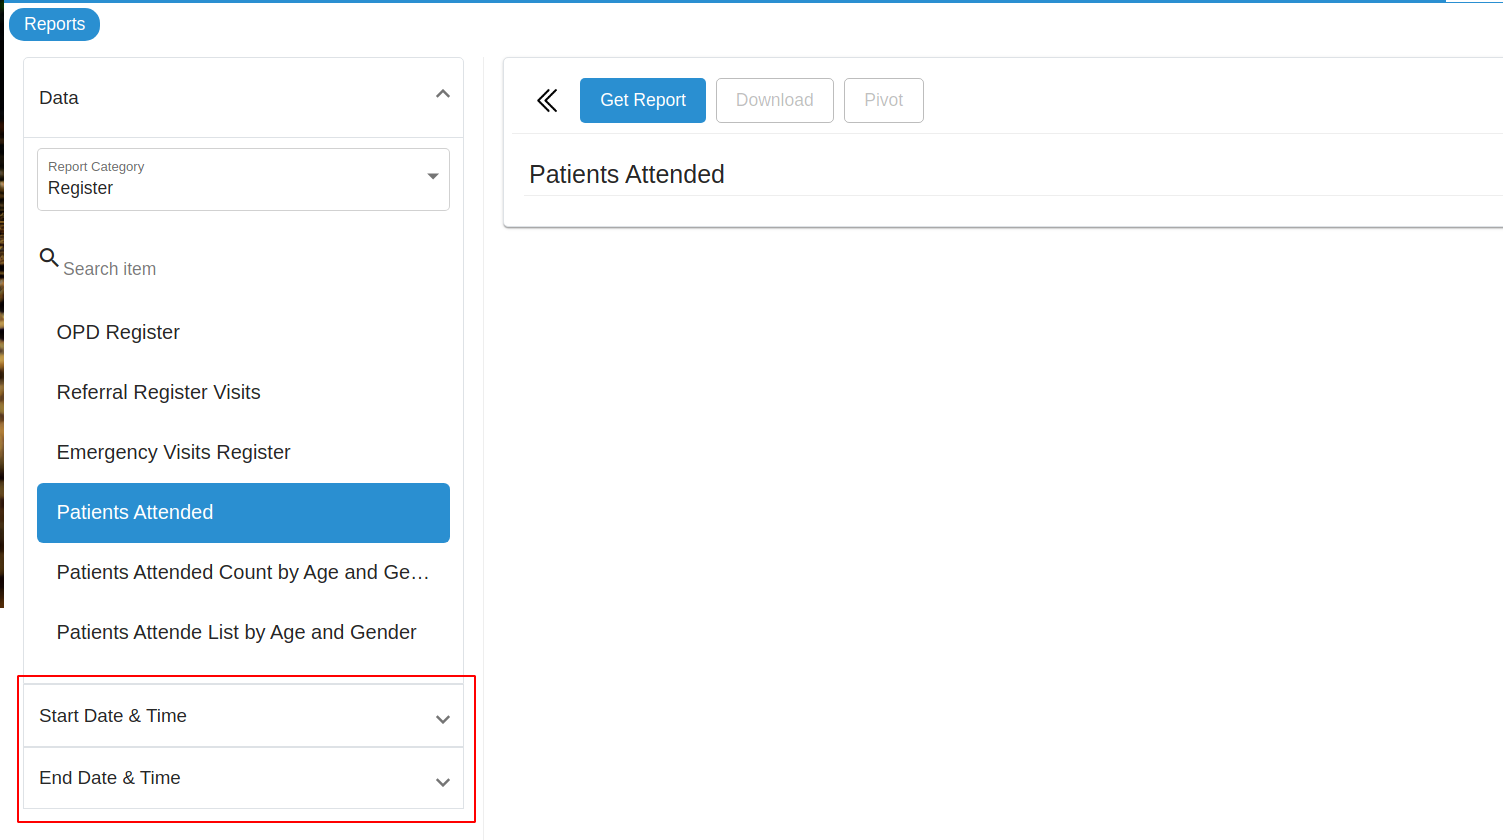 Reports
Data
Report Category
Register
Search item
OPD Register
Referral Register Visits
Emergency Visits Register
Patients Attended
Patients Attended Count by Age and Ge…
Patients Attende List by Age and Gender
Start Date & Time
End Date & Time
Get Report
Download
Pivot
Patients Attended